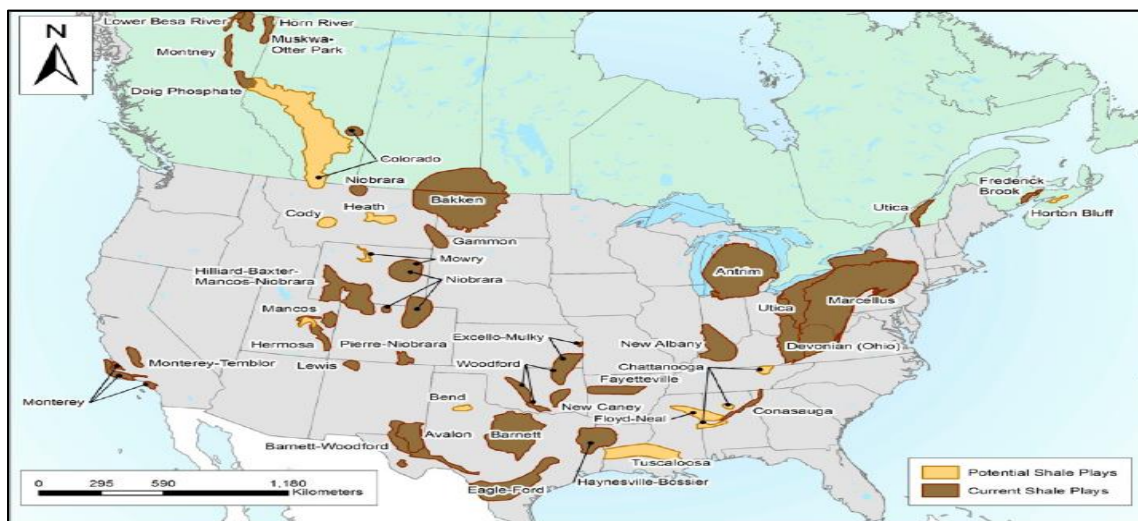 Lower Besa River
Horn River
N
Muskwa-
Otter Park
Montney
Doig Phosphate
Colorado
Niobrara
Frederick
Brook
Utica
Horton Bluff
Bakken
Heath
Cody
Gammon
Mowry
Antrim
Hilliard-Baxter-
Mancos-Niobrara
Niobrara
Utica
Marcellus
Mancos
Excello-Mulky
New Albany
Devonian (Ohio)
Hermosa
Pierre-Niobrara
Monterey-Temblor
Lewis
Woodford
Chattanooga
Fayetteville
Monterey
Bend
New Caney
Floyd-Neal
Conasauga
Avalon
Barnett
Barnett-Woodford
Tuscaloosa
Haynesville-Bossier
Eagle-Ford
0 295 590 1,180
Kilometers
Potential Shale Plays
Current Shale Plays